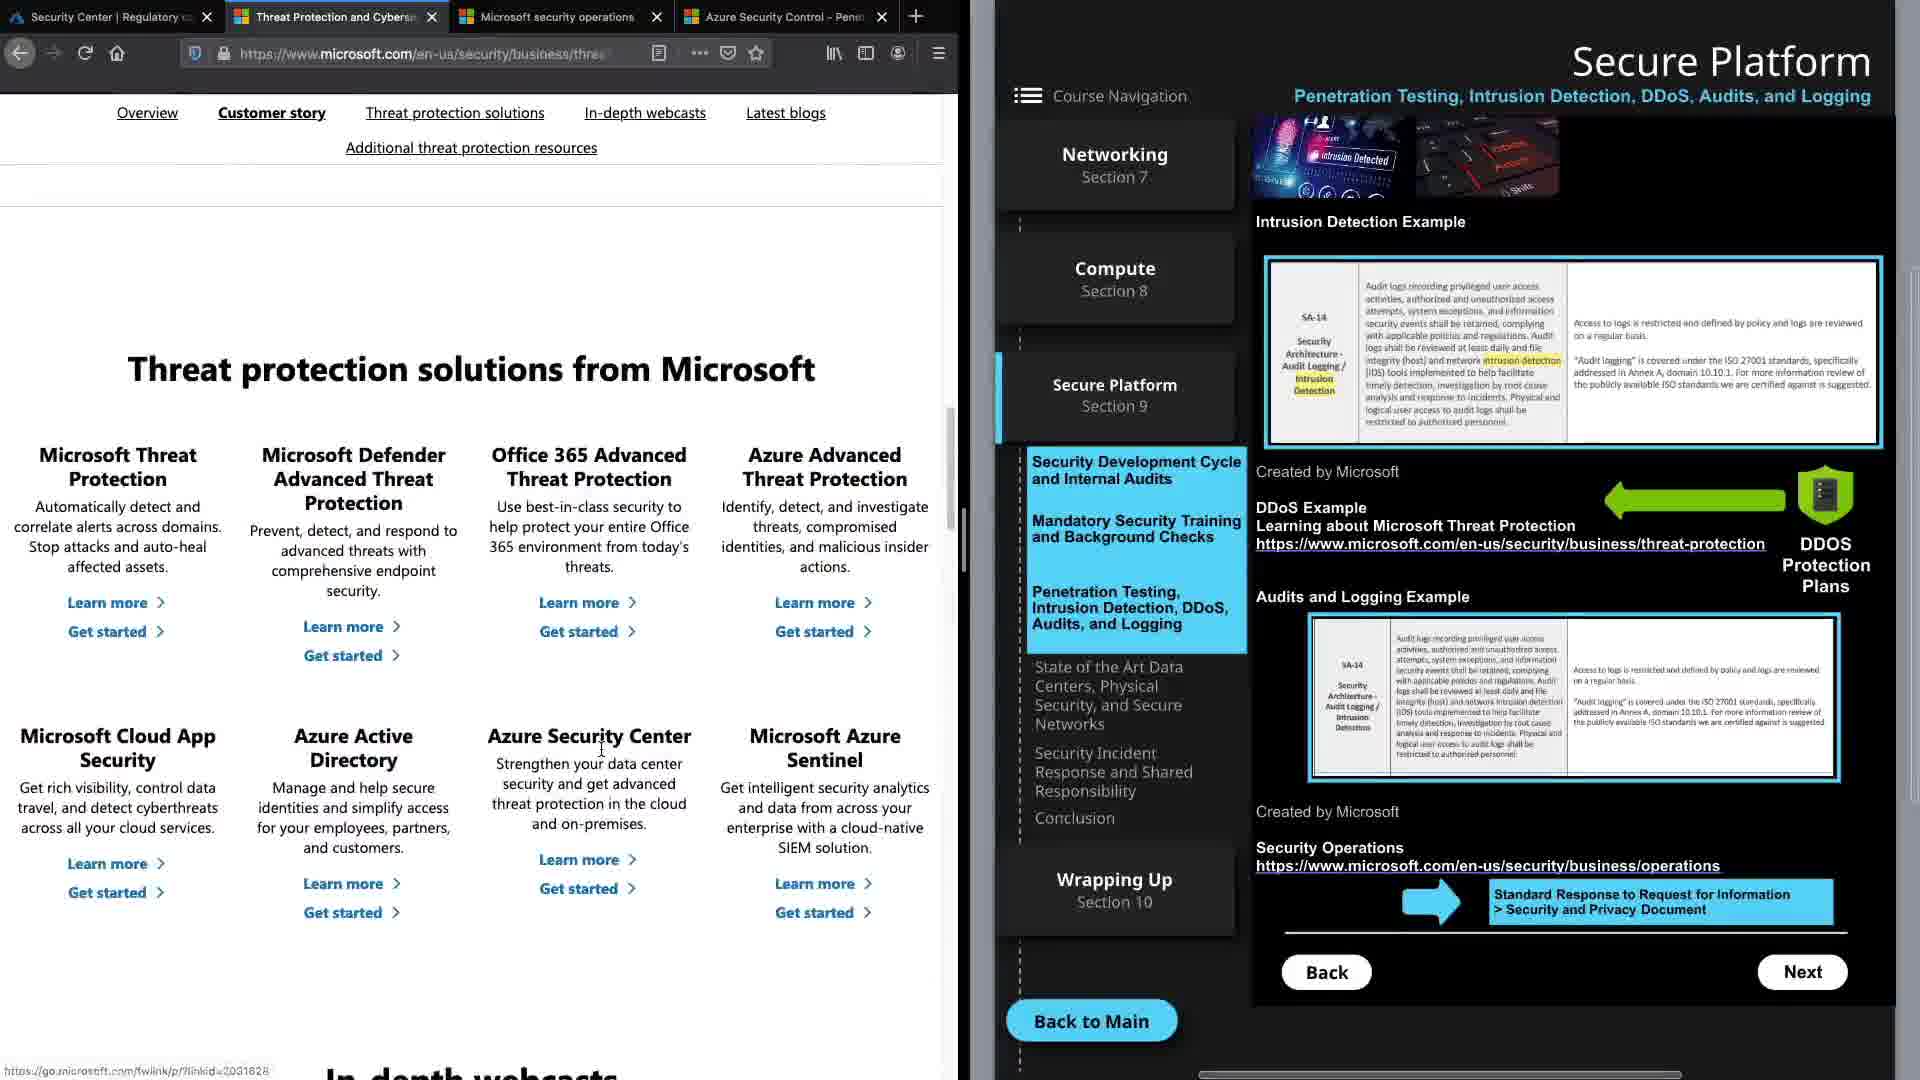 Security Center | Regulatory c
Threat Protection and Cyberse
Microsoft security operations
Azure Security Control - Penet
https://www.microsoft.com/en-us/security/business/threa
Overview
Customer story
Threat protection solutions
In-depth webcasts
Latest blogs
Additional threat protection resources
Threat protection solutions from Microsoft
Microsoft Threat
Protection
Automatically detect and
correlate alerts across domains.
Stop attacks and auto-heal
affected assets.
Learn more
Get started
Microsoft Defender
Advanced Threat
Protection
Prevent, detect, and respond to
advanced threats with
comprehensive endpoint
security.
Learn more
Get started
Office 365 Advanced
Threat Protection
Use best-in-class security to
help protect your entire Office
365 environment from today's
threats.
Learn more
Get started
Azure Advanced
Threat Protection
Identify, detect, and investigate
threats, compromised
identities, and malicious insider
actions.
Learn more
Get started
Microsoft Cloud App
Security
Get rich visibility, control data
travel, and detect cyberthreats
across all your cloud services.
Learn more
Get started
Azure Active
Directory
Manage and help secure
identities and simplify access
for your employees, partners,
and customers.
Learn more
Get started
Azure Security Center
Strengthen your data center
security and get advanced
threat protection in the cloud
and on-premises.
Learn more
Get started
Microsoft Azure
Sentinel
Get intelligent security analytics
and data from across your
enterprise with a cloud-native
SIEM solution.
Learn more
Get started
In-depth webcasts
https://go.microsoft.com/fwlink/p/?linkid=2031828
Secure Platform
Penetration Testing, Intrusion Detection, DDoS, Audits, and Logging
Course Navigation
Networking
Section 7
Compute
Section 8
Secure Platform
Section 9
Security Development Cycle
and Internal Audits
Mandatory Security Training
and Background Checks
Penetration Testing,
Intrusion Detection, DDoS,
Audits, and Logging
State of the Art Data
Centers, Physical
Security, and Secure
Networks
Security Incident
Response and Shared
Responsibility
Conclusion
Wrapping Up
Section 10
Back to Main
Intrusion Detected
Shift
Intrusion Detection Example
SA-14
Security
Architecture -
Audit Logging /
Intrusion
Detection
Audit logs recording privileged user access
activities, authorized and unauthorized access
attempts, system exceptions, and information
security events shall be retained, complying
with applicable policies and regulations. Audit
logs shall be reviewed at least daily and file
integrity (host) and network intrusion detection
(IDS) tools implemented to help facilitate
timely detection, investigation by root cause
analysis and response to incidents. Physical and
logical user access to audit logs shall be
restricted to authorized personnel.
Access to logs is restricted and defined by policy and logs are reviewed
on a regular basis.
"Audit logging" is covered under the ISO 27001 standards, specifically
addressed in Annex A, domain 10.10.1. For more information review of
the publicly available ISO standards we are certified against is suggested.
Created by Microsoft
DDoS Example
Learning about Microsoft Threat Protection
https://www.microsoft.com/en-us/security/business/threat-protection
DDOS
Protection
Plans
Audits and Logging Example
SA-14
Security
Architecture -
Audit Logging /
Intrusion
Detection
Audit logs recording privileged user access
activities, authorized and unauthorized access
attempts, system exceptions, and information
security events shall be retained, complying
with applicable policies and regulations. Audit
logs shall be reviewed at least daily and file
integrity (host) and network intrusion detection
(IDS) tools implemented to help facilitate
timely detection, investigation by root cause
analysis and response to incidents. Physical and
logical user access to audit logs shall be
restricted to authorized personnel.
Access to logs is restricted and defined by policy and logs are reviewed
on a regular basis.
"Audit logging" is covered under the ISO 27001 standards, specifically
addressed in Annex A, domain 10.10.1. For more information review of
the publicly available ISO standards we are certified against is suggested
Created by Microsoft
Security Operations
https://www.microsoft.com/en-us/security/business/operations
Standard Response to Request for Information
> Security and Privacy Document
Back
Next